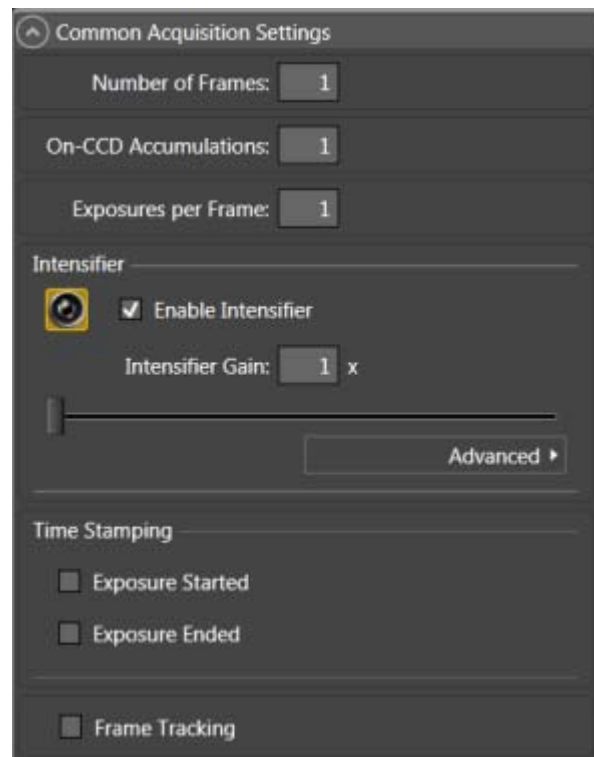 Common Acquisition Settings
Number of Frames: 1
On-CCD Accumulations: 1
Exposures per Frame: 1
Intensifier
Enable Intensifier
Intensifier Gain: 1 x
Advanced
Time Stamping
Exposure Started
Exposure Ended
Frame Tracking